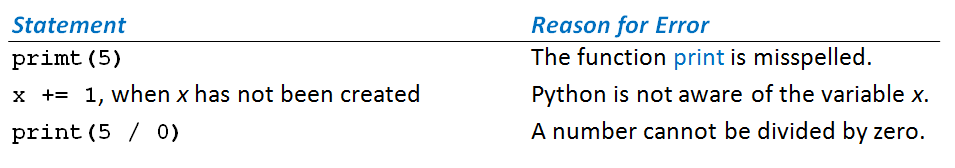 Statement Reason for Error
primt(5) The function print is misspelled.
x += 1, when x has not been created Python is not aware of the variable x.
print(5 / 0) A number cannot be divided by zero.